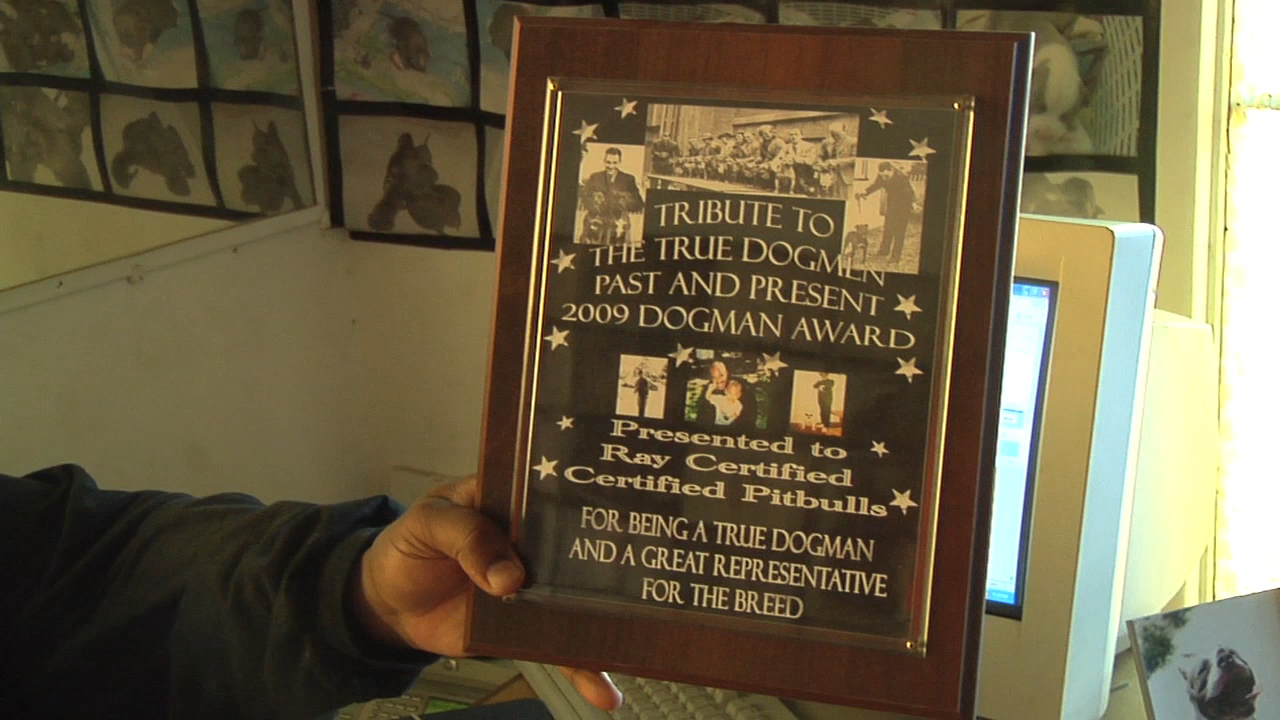 TRIBUTE TO
THE TRUE DOGMEN
PAST AND PRESENT
2009 DOGMAN AWARD
Presented to
Ray Certified
Certified Pitbulls
FOR BEING A TRUE DOGMAN
AND A GREAT REPRESENTATIVE
FOR THE BREED